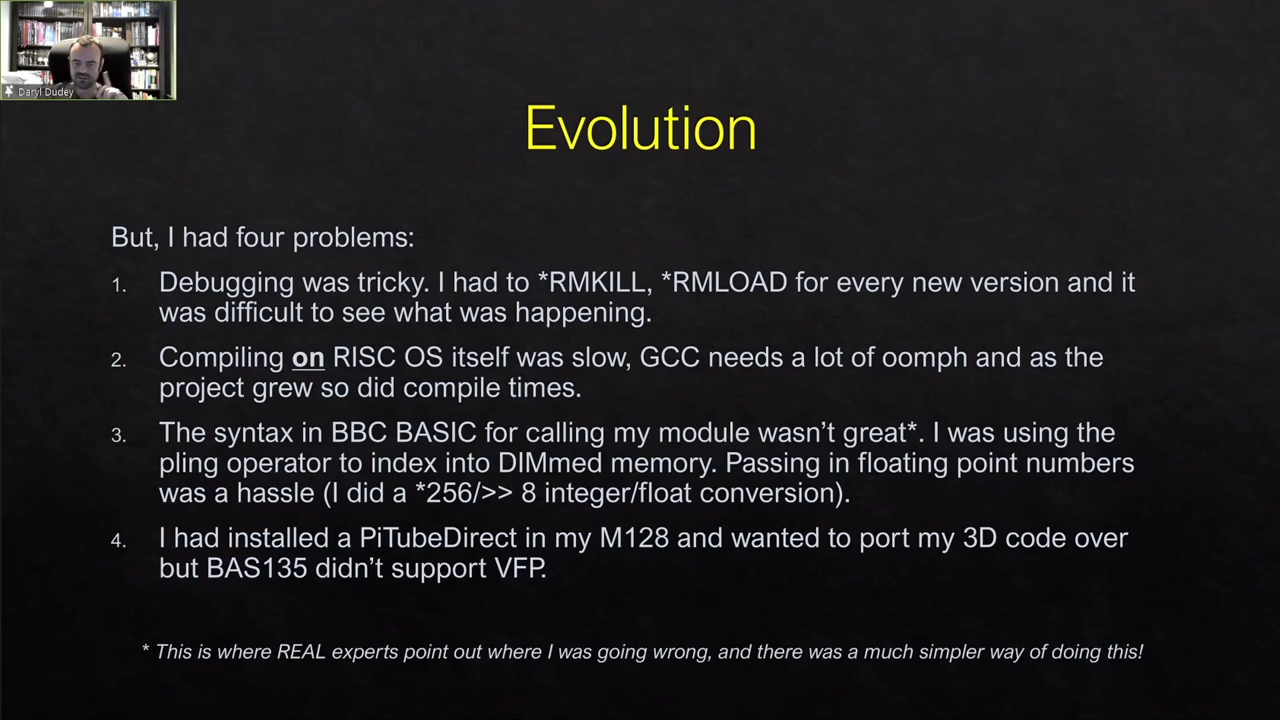 Daryl Dudey
Evolution
But, I had four problems:
1. Debugging was tricky. I had to *RMKILL, *RMLOAD for every new version and it
was difficult to see what was happening.
2. Compiling on RISC OS itself was slow, GCC needs a lot of oomph and as the
project grew so did compile times.
3. The syntax in BBC BASIC for calling my module wasn’t great*. I was using the
pling operator to index into DIMmed memory. Passing in floating point numbers
was a hassle (I did a *256/>> 8 integer/float conversion).
4. I had installed a PiTubeDirect in my M128 and wanted to port my 3D code over
but BAS135 didn’t support VFP.
* This is where REAL experts point out where I was going wrong, and there was a much simpler way of doing this!